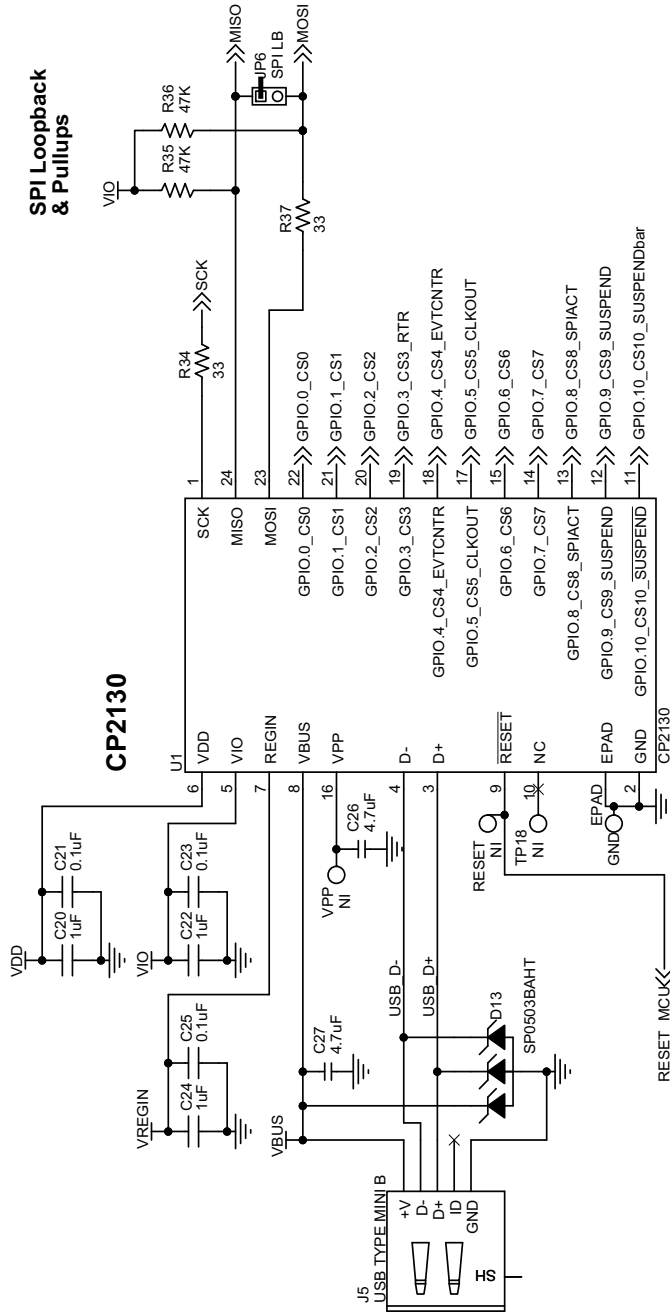 SPI Loopback
& Pullups
CP2130
VIO
R35
47K
R36
47K
R34
33
SCK
MISO
JP6
SPI LB
MOSI
R37
33
U1
VDD
VIO
REGIN
VBUS
VPP
D-
D+
RESET
NC
EPAD
GND
6
5
7
8
16
4
3
9
10
2
SCK
MISO
MOSI
GPIO.0_CS0
GPIO.1_CS1
GPIO.2_CS2
GPIO.3_CS3
GPIO.4_CS4_EVTCNTR
GPIO.5_CS5_CLKOUT
GPIO.6_CS6
GPIO.7_CS7
GPIO.8_CS8_SPIACT
GPIO.9_CS9_SUSPEND
GPIO.10_CS10_SUSPEND
CP2130
1
24
23
22
21
20
19
18
17
15
14
13
12
11
GPIO.0_CS0
GPIO.1_CS1
GPIO.2_CS2
GPIO.3_CS3_RTR
GPIO.4_CS4_EVTCNTR
GPIO.5_CS5_CLKOUT
GPIO.6_CS6
GPIO.7_CS7
GPIO.8_CS8_SPIACT
GPIO.9_CS9_SUSPEND
GPIO.10_CS10_SUSPENDbar
VDD
C20
1uF
C21
0.1uF
VIO
C22
1uF
C23
0.1uF
VREGIN
C24
1uF
C25
0.1uF
VBUS
C27
4.7uF
VPP
NI
C26
4.7uF
USB_D-
USB_D+
D13
SP0503BAHT
RESET
NI
TP18
NI
EPAD
GND
RESET_MCU
J5
USB TYPE MINI B
+V
D-
D+
ID
GND
SH